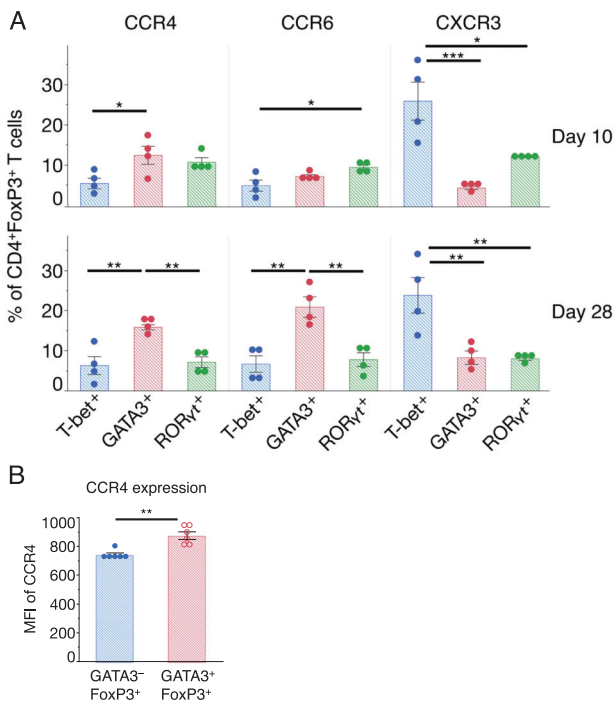 A
CCR4 CCR6 CXCR3
% of CD4⁺FoxP3⁺ T cells
30
20
10
0
* * * ***
Day 10
30
20
10
0
** ** ** ** ** **
Day 28
T-bet⁺ GATA3⁺ RORγt⁺ T-bet⁺ GATA3⁺ RORγt⁺ T-bet⁺ GATA3⁺ RORγt⁺
B
CCR4 expression
**
MFI of CCR4
1000
800
600
400
200
0
GATA3⁻ GATA3⁺
FoxP3⁺ FoxP3⁺